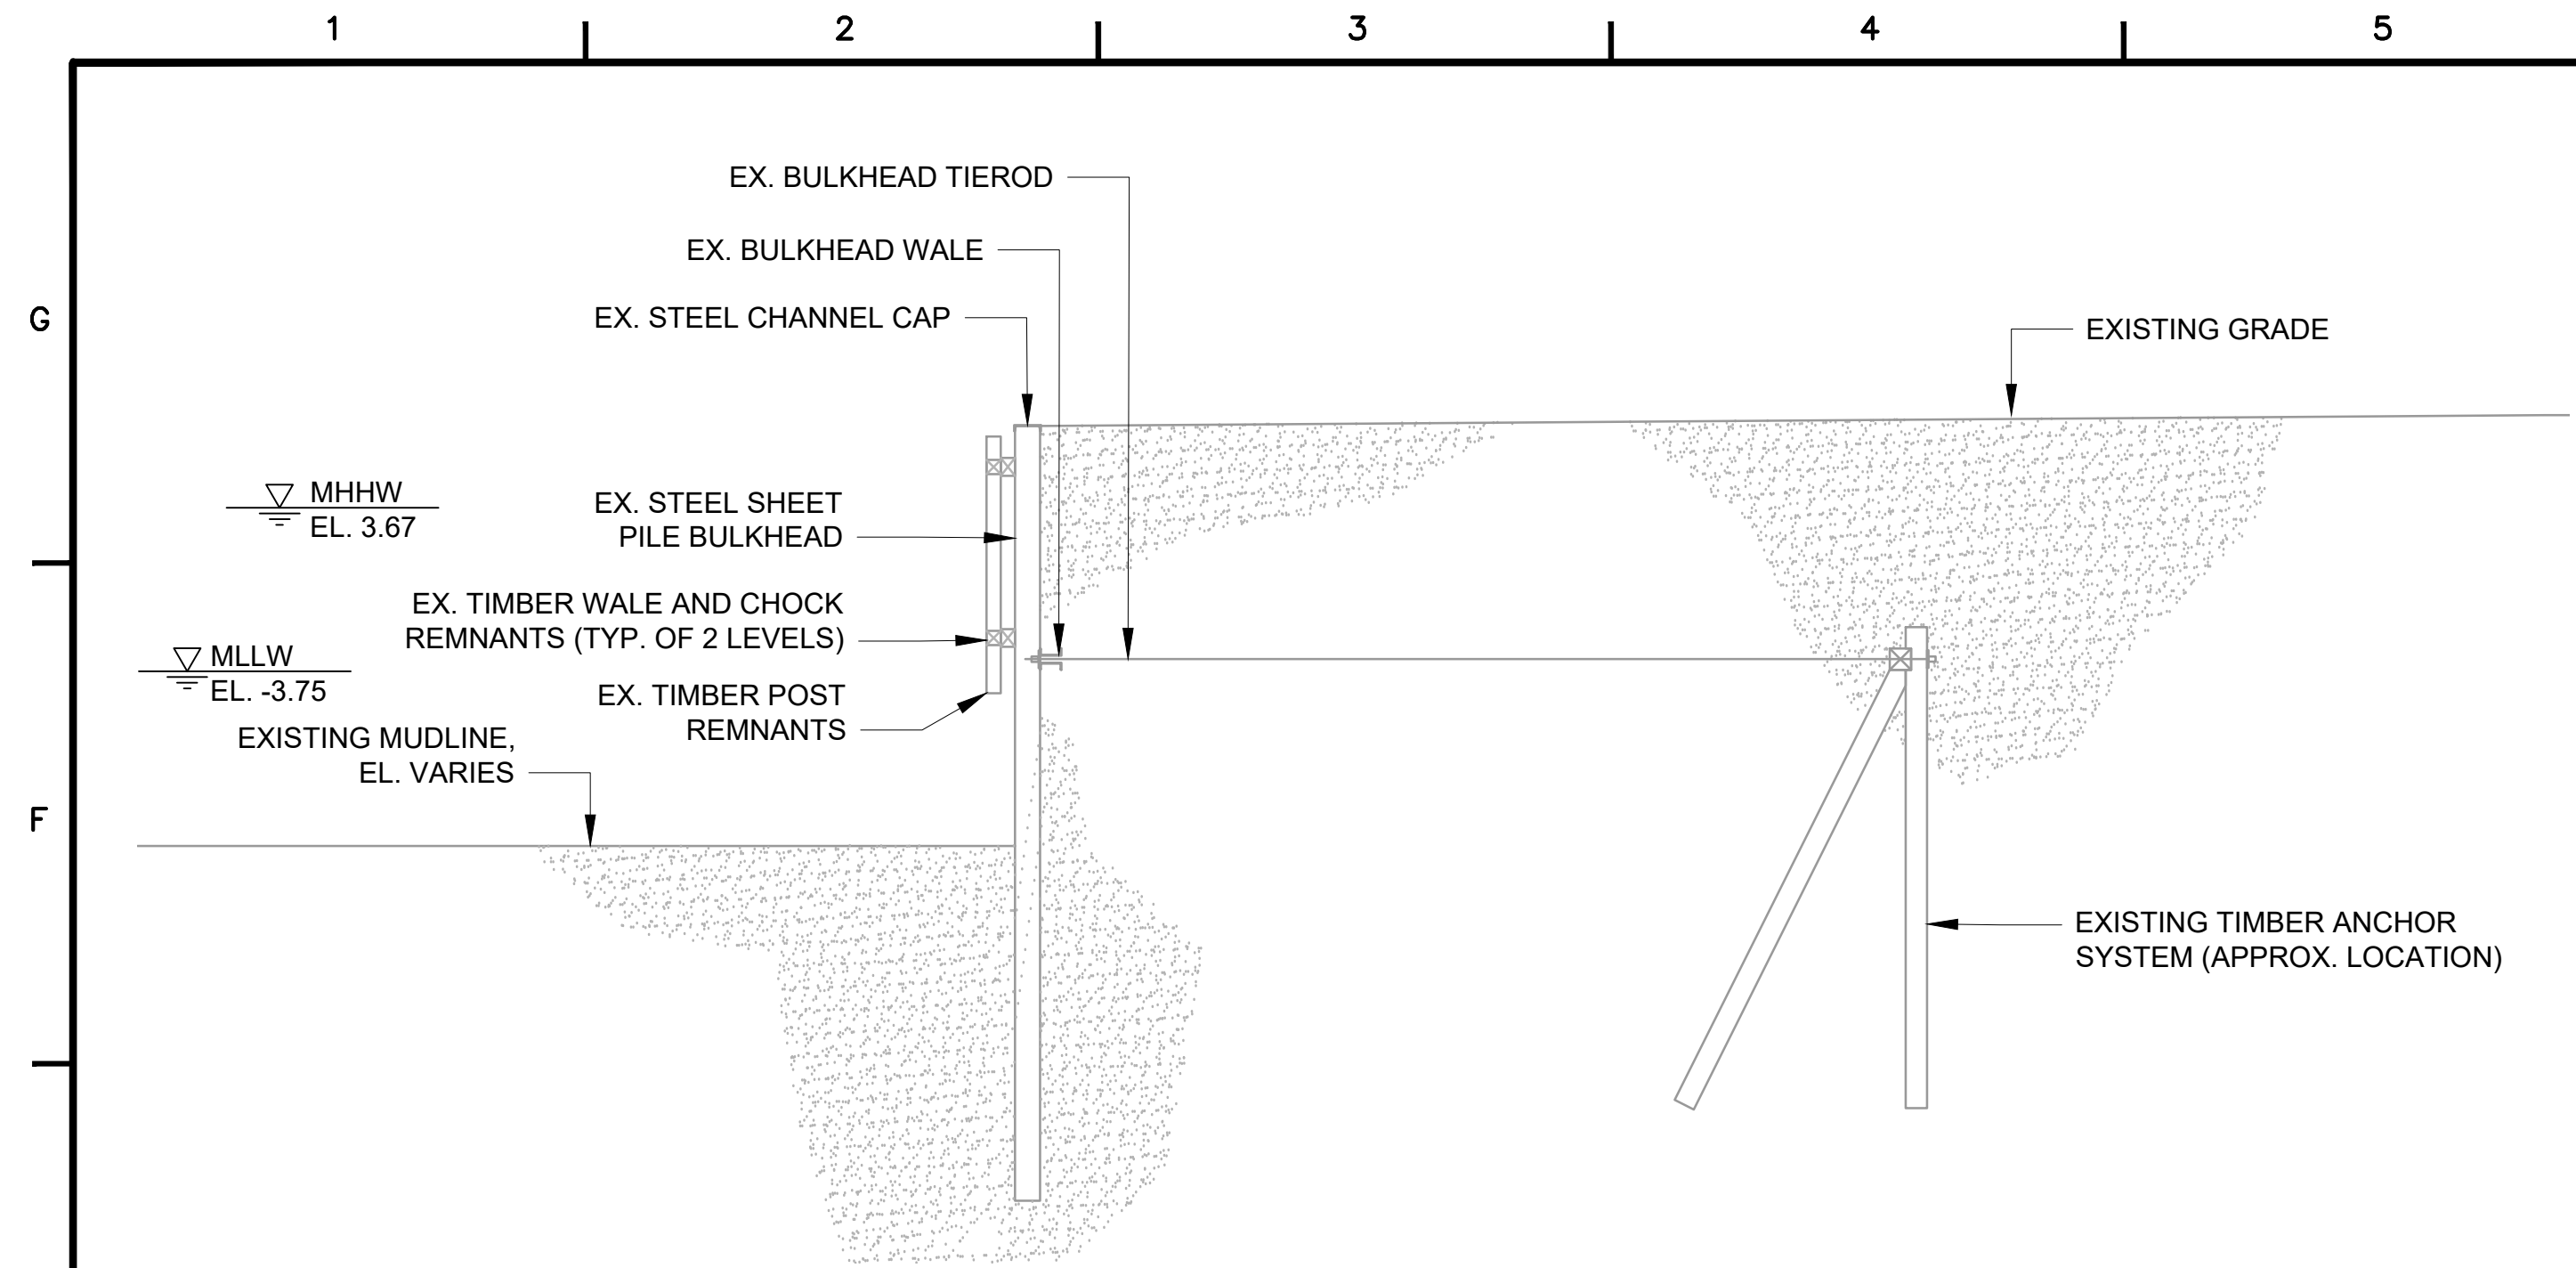 1 2 3 4 5
EX. BULKHEAD TIEROD
EX. BULKHEAD WALE
EX. STEEL CHANNEL CAP
G
EXISTING GRADE
MHHW
EL. 3.67
EX. STEEL SHEET
PILE BULKHEAD
EX. TIMBER WALE AND CHOCK
REMNANTS (TYP. OF 2 LEVELS)
MLLW
EL. -3.75
EX. TIMBER POST
REMNANTS
EXISTING MUDLINE,
EL. VARIES
F
EXISTING TIMBER ANCHOR
SYSTEM (APPROX. LOCATION)